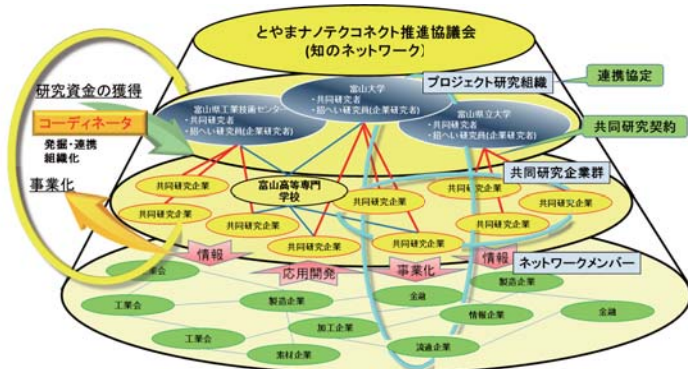 とやまナノテクコネクト推進協議会
(知のネットワーク)
研究資金の獲得
コーディネータ
発掘・連携
組織化
事業化
富山県工業技術センター
・共同研究者
・招へい研究員(企業研究者)
富山大学
・共同研究者
・招へい研究員(企業研究者)
富山県立大学
・共同研究者
・招へい研究員(企業研究者)
プロジェクト研究組織
連携協定
共同研究契約
共同研究企業群
共同研究企業
富山高等専門
学校
共同研究企業
共同研究企業
共同研究企業
共同研究企業
共同研究企業
共同研究企業
共同研究企業
共同研究企業
共同研究企業
情報
応用開発
事業化
情報
ネットワークメンバー
工業会
製造企業
金融
製造企業
工業会
加工企業
情報企業
金融
工業会
素材企業
流通企業